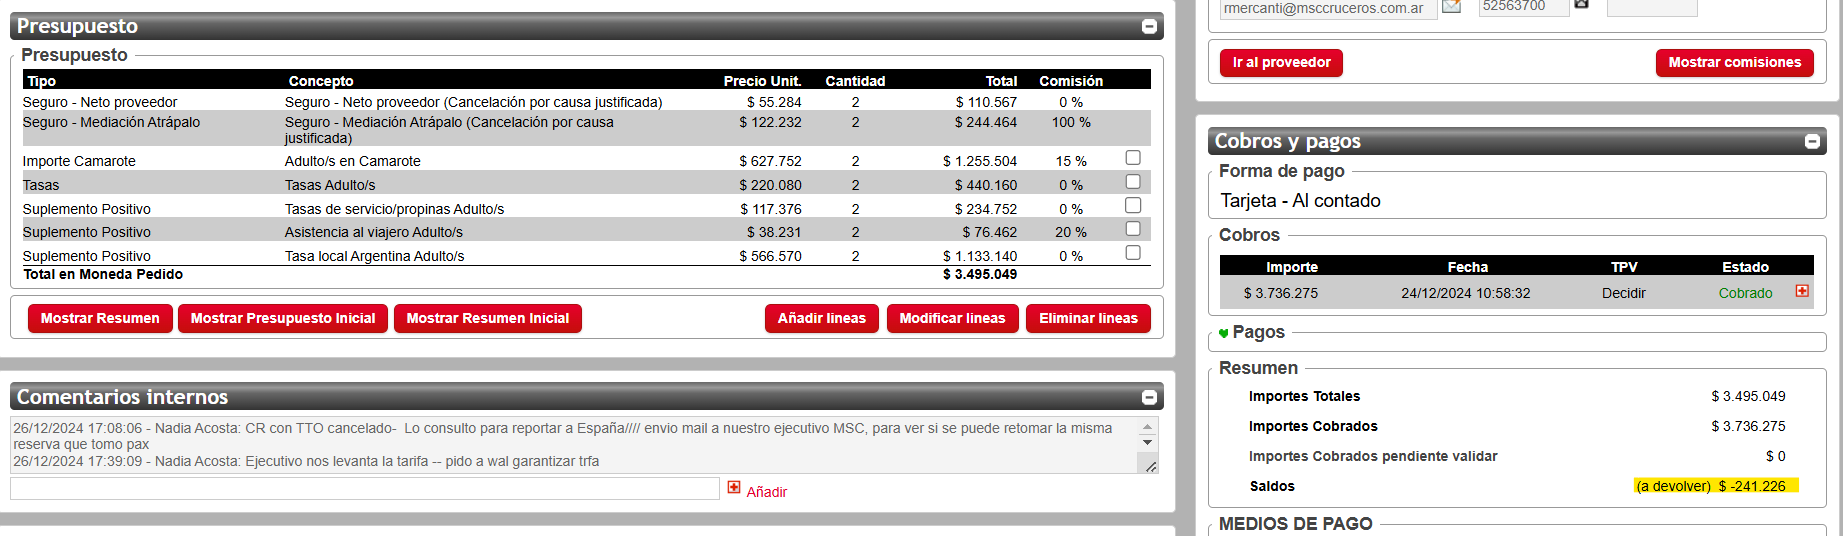 Presupuesto
Presupuesto
Tipo Concepto Precio Unit. Cantidad Total Comisión
Seguro - Neto proveedor Seguro - Neto proveedor (Cancelación por causa justificada) $ 55.284 2 $ 110.567 0 %
Seguro - Mediación Atrápalo Seguro - Mediación Atrápalo (Cancelación por causa $ 122.232 2 $ 244.464 100 %
justificada)
Importe Camarote Adulto/s en Camarote $ 627.752 2 $ 1.255.504 15 %
Tasas Tasas Adulto/s $ 220.080 2 $ 440.160 0 %
Suplemento Positivo Tasas de servicio/propinas Adulto/s $ 117.376 2 $ 234.752 0 %
Suplemento Positivo Asistencia al viajero Adulto/s $ 38.231 2 $ 76.462 20 %
Suplemento Positivo Tasa local Argentina Adulto/s $ 566.570 2 $ 1.133.140 0 %
Total en Moneda Pedido $ 3.495.049
Mostrar Resumen Mostrar Presupuesto Inicial Mostrar Resumen Inicial Añadir lineas Modificar lineas Eliminar lineas
Comentarios internos
26/12/2024 17:08:06 - Nadia Acosta: CR con TTO cancelado- Lo consulto para reportar a España//// envio mail a nuestro ejecutivo MSC, para ver si se puede retomar la misma
reserva que tomo pax
26/12/2024 17:39:09 - Nadia Acosta: Ejecutivo nos levanta la tarifa -- pido a wal garantizar trfa
Añadir
rmercanti@msccruceros.com.ar 52563700
Ir al proveedor Mostrar comisiones
Cobros y pagos
Forma de pago
Tarjeta - Al contado
Cobros
Importe Fecha TPV Estado
$ 3.736.275 24/12/2024 10:58:32 Decidir Cobrado
Pagos
Resumen
Importes Totales $ 3.495.049
Importes Cobrados $ 3.736.275
Importes Cobrados pendiente validar $ 0
Saldos (a devolver) $ -241.226
MEDIOS DE PAGO